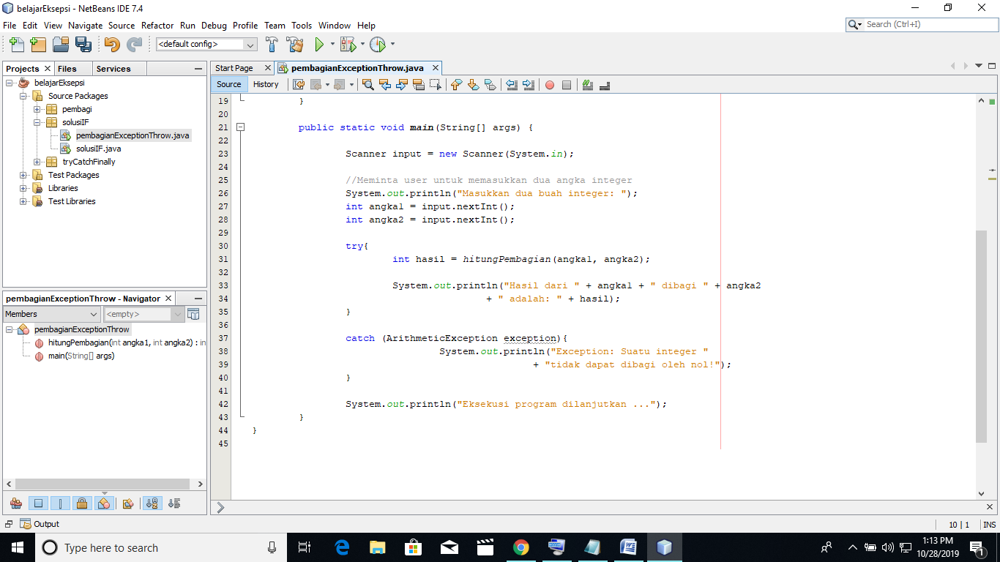 belajarEksepsi - NetBeans IDE 7.4
File Edit View Navigate Source Refactor Run Debug Profile Team Tools Window Help
Search (Ctrl+I)
<default config>
Projects Files Services
belajarEksepsi
Source Packages
pembagi
solusiIF
pembagianExceptionThrow.java
solusiIF.java
tryCatchFinally
Test Packages
Libraries
Test Libraries
pembagianExceptionThrow - Navigator
Members <empty>
pembagianExceptionThrow
hitungPembagian(int angka1, int angka2) : in
main(String[] args)
Start Page pembagianExceptionThrow.java
Source History
19 }
20
21 public static void main(String[] args) {
22
23 Scanner input = new Scanner(System.in);
24
25 //Meminta user untuk memasukkan dua angka integer
26 System.out.println("Masukkan dua buah integer: ");
27 int angka1 = input.nextInt();
28 int angka2 = input.nextInt();
29
30 try{
31 int hasil = hitungPembagian(angka1, angka2);
32
33 System.out.println("Hasil dari " + angka1 + " dibagi " + angka2
34 + " adalah: " + hasil);
35 }
36
37 catch (ArithmeticException exception){
38 System.out.println("Exception: Suatu integer "
39 + "tidak dapat dibagi oleh nol!");
40 }
41
42 System.out.println("Eksekusi program dilanjutkan ...");
43 }
44 }
45
Output
10 | 1 INS
Type here to search
1:13 PM
10/28/2019
1